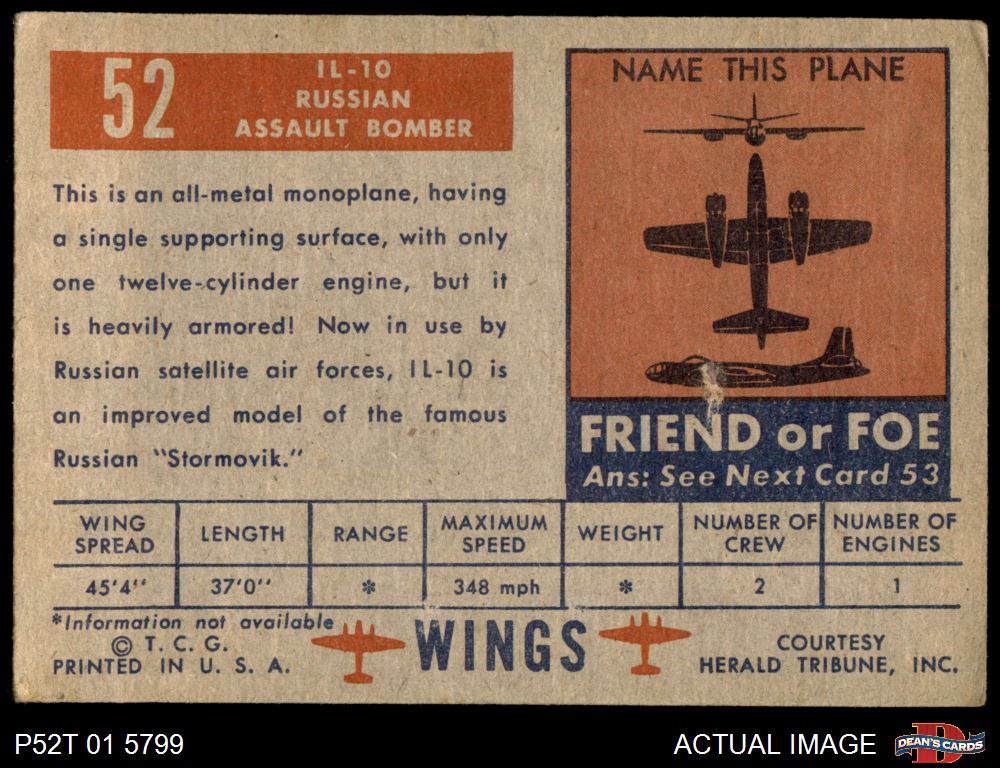 52
IL-10
RUSSIAN
ASSAULT BOMBER
This is an all-metal monoplane, having
a single supporting surface, with only
one twelve-cylinder engine, but it
is heavily armored! Now in use by
Russian satellite air forces, IL-10 is
an improved model of the famous
Russian "Stormovik."
NAME THIS PLANE
FRIEND or FOE
Ans: See Next Card 53
WING SPREAD
LENGTH
RANGE
MAXIMUM SPEED
WEIGHT
NUMBER OF CREW
NUMBER OF ENGINES
45'4"
37'0"
*
348 mph
*
2
1
*Information not available
© T. C. G.
PRINTED IN U. S. A.
WINGS
COURTESY
HERALD TRIBUNE, INC.
P52T 01 5799
ACTUAL IMAGE
D
DEAN'S CARDS